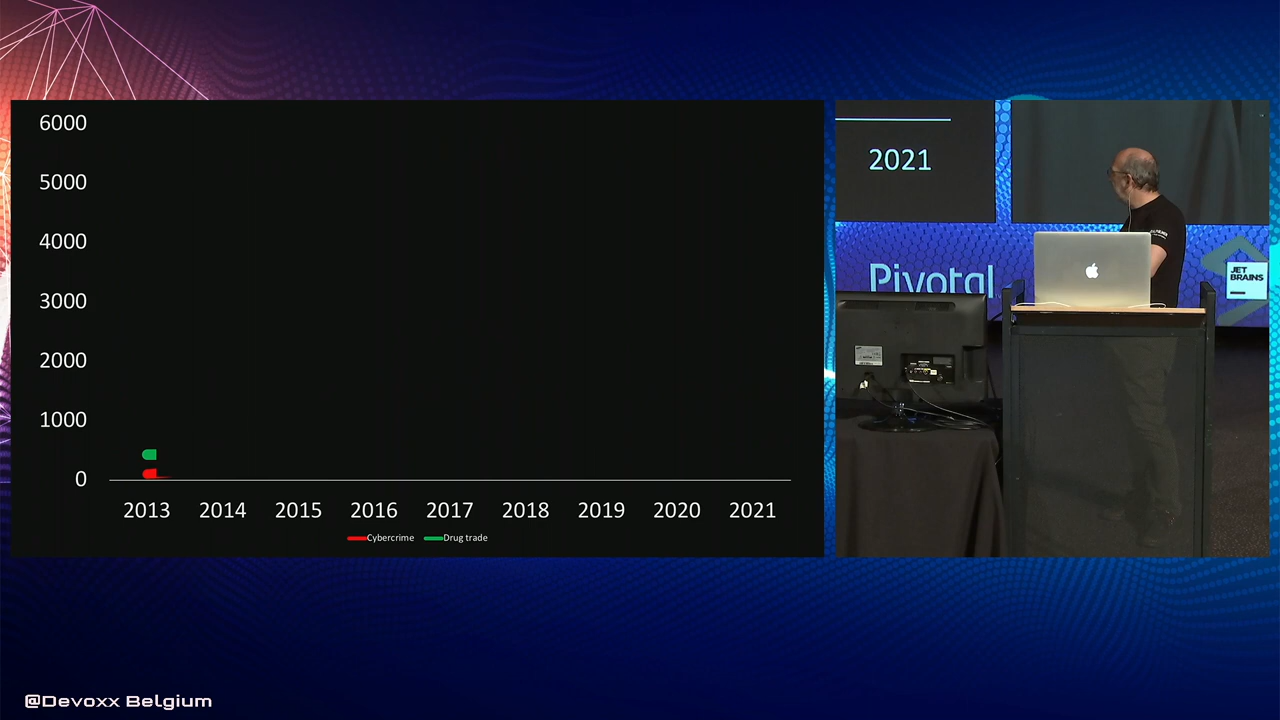 6000
5000
4000
3000
2000
1000
0
2013 2014 2015 2016 2017 2018 2019 2020 2021
Cybercrime Drug trade
2021
Pivotal
JET
BRAINS
@Devoxx Belgium